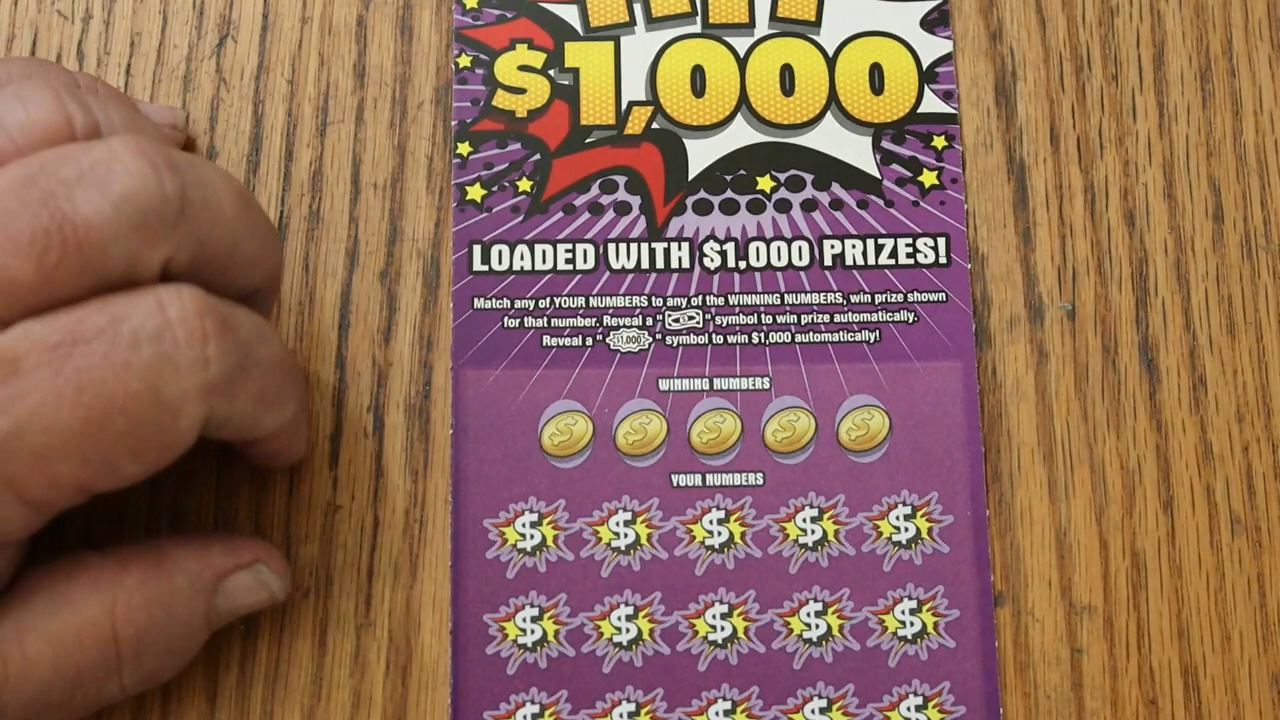 $1,000
LOADED WITH $1,000 PRIZES!
Match any of YOUR NUMBERS to any of the WINNING NUMBERS, win prize shown
for that number. Reveal a " " symbol to win prize automatically.
Reveal a " $1,000 " symbol to win $1,000 automatically!
WINNING NUMBERS
$ $ $ $ $
YOUR NUMBERS
$ $ $ $ $
$ $ $ $ $